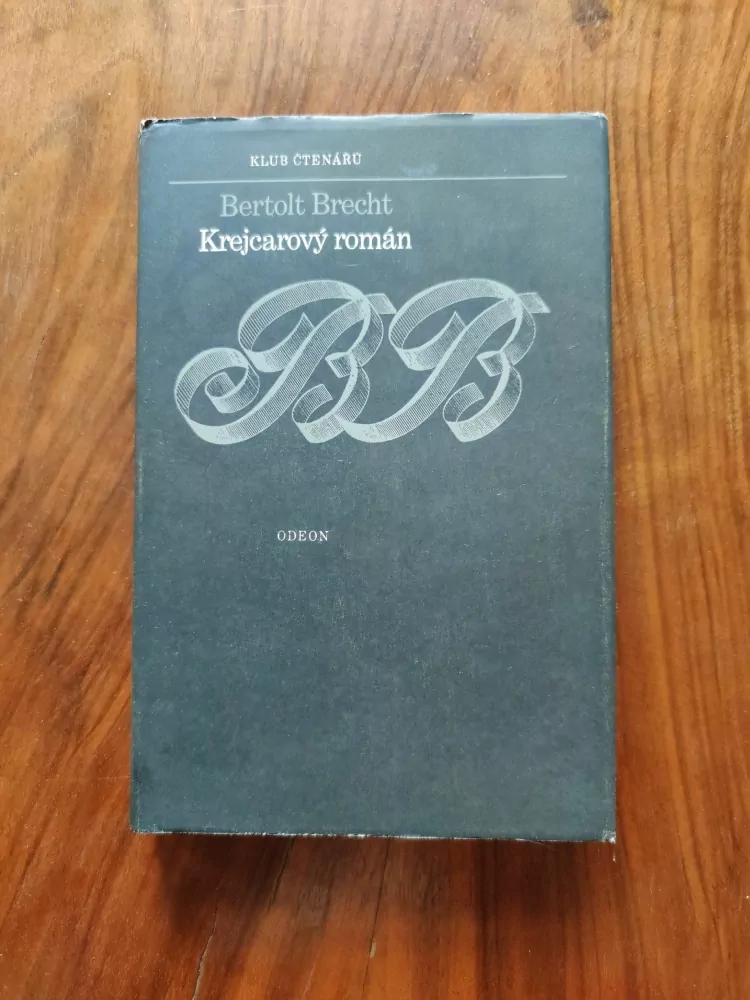 KLUB ČTENÁŘŮ
Bertolt Brecht
Krejcarový román
BB
ODEON